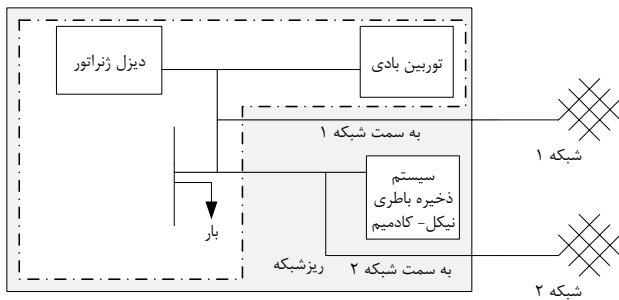 دیزل ژنراتور
توربین بادی
به سمت شبکه ۱
شبکه ۱
سیستم
ذخیره باطری
نیکل- کادمیم
بار
ریزشبکه
به سمت شبکه ۲
شبکه ۲